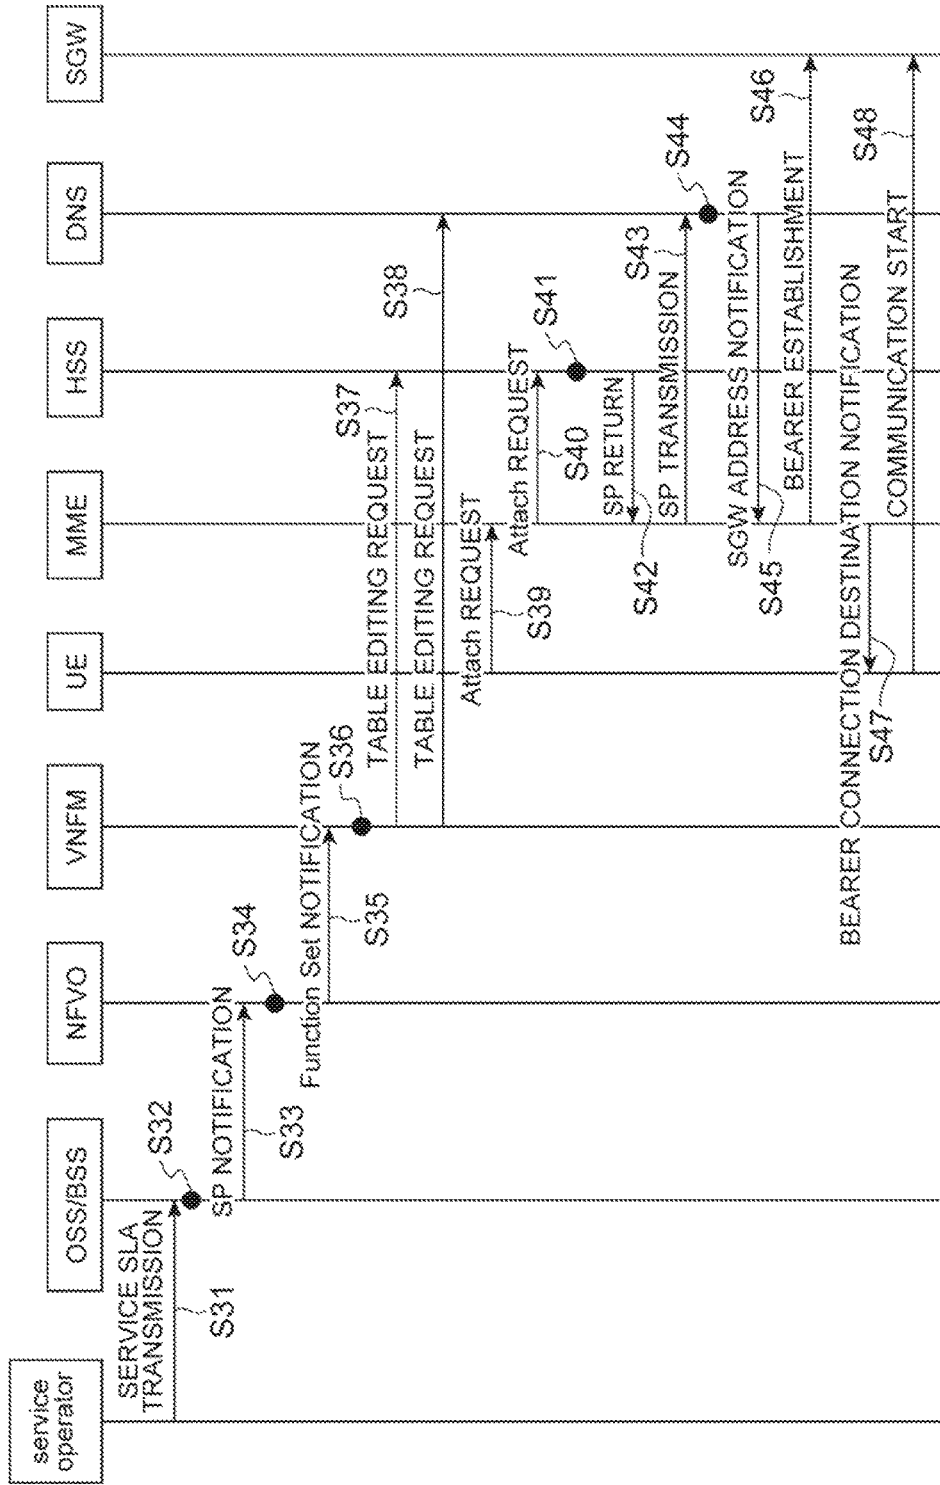 service
operator
OSS/BSS
NFVO
VNFM
UE
MME
HSS
DNS
SGW
SERVICE SLA
TRANSMISSION
S31
S32
SP NOTIFICATION
S33
S34
Function Set NOTIFICATION
S35
S36
TABLE EDITING REQUEST
S37
TABLE EDITING REQUEST
S38
Attach REQUEST
S39
Attach REQUEST
S40
S41
SP RETURN
S42
SP TRANSMISSION
S43
S44
SGW ADDRESS NOTIFICATION
S45
BEARER ESTABLISHMENT
S46
BEARER CONNECTION DESTINATION NOTIFICATION
S47
COMMUNICATION START
S48